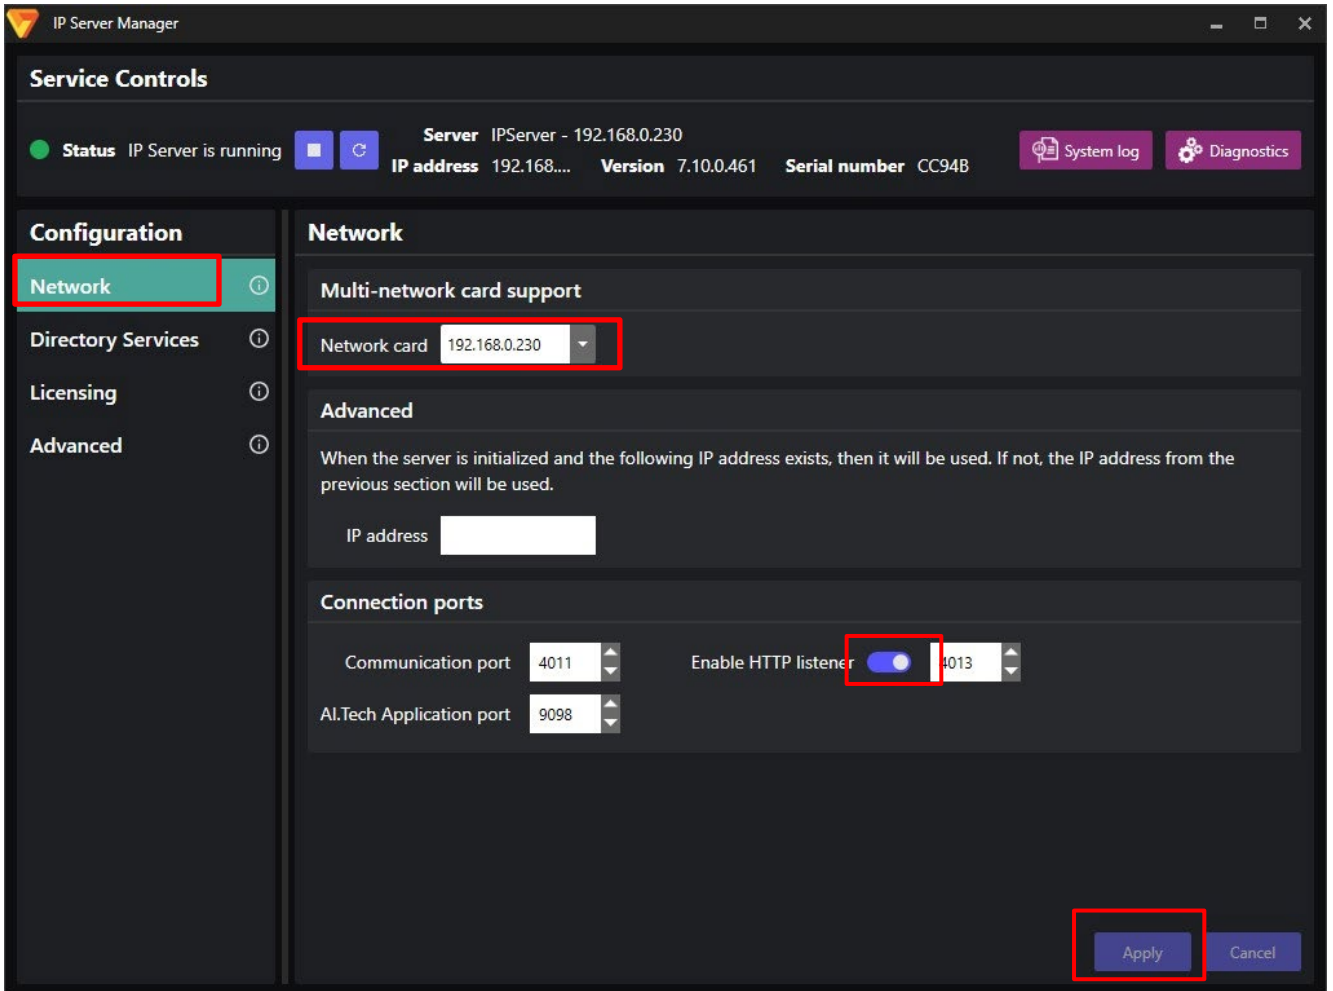 IP Server Manager
Service Controls
Status IP Server is running
Server IPServer - 192.168.0.230
IP address 192.168.... Version 7.10.0.461 Serial number CC94B
System log
Diagnostics
Configuration
Network
Directory Services
Licensing
Advanced
Network
Multi-network card support
Network card 192.168.0.230
Advanced
When the server is initialized and the following IP address exists, then it will be used. If not, the IP address from the
previous section will be used.
IP address
Connection ports
Communication port 4011 Enable HTTP listener 4013
AI.Tech Application port 9098
Apply Cancel